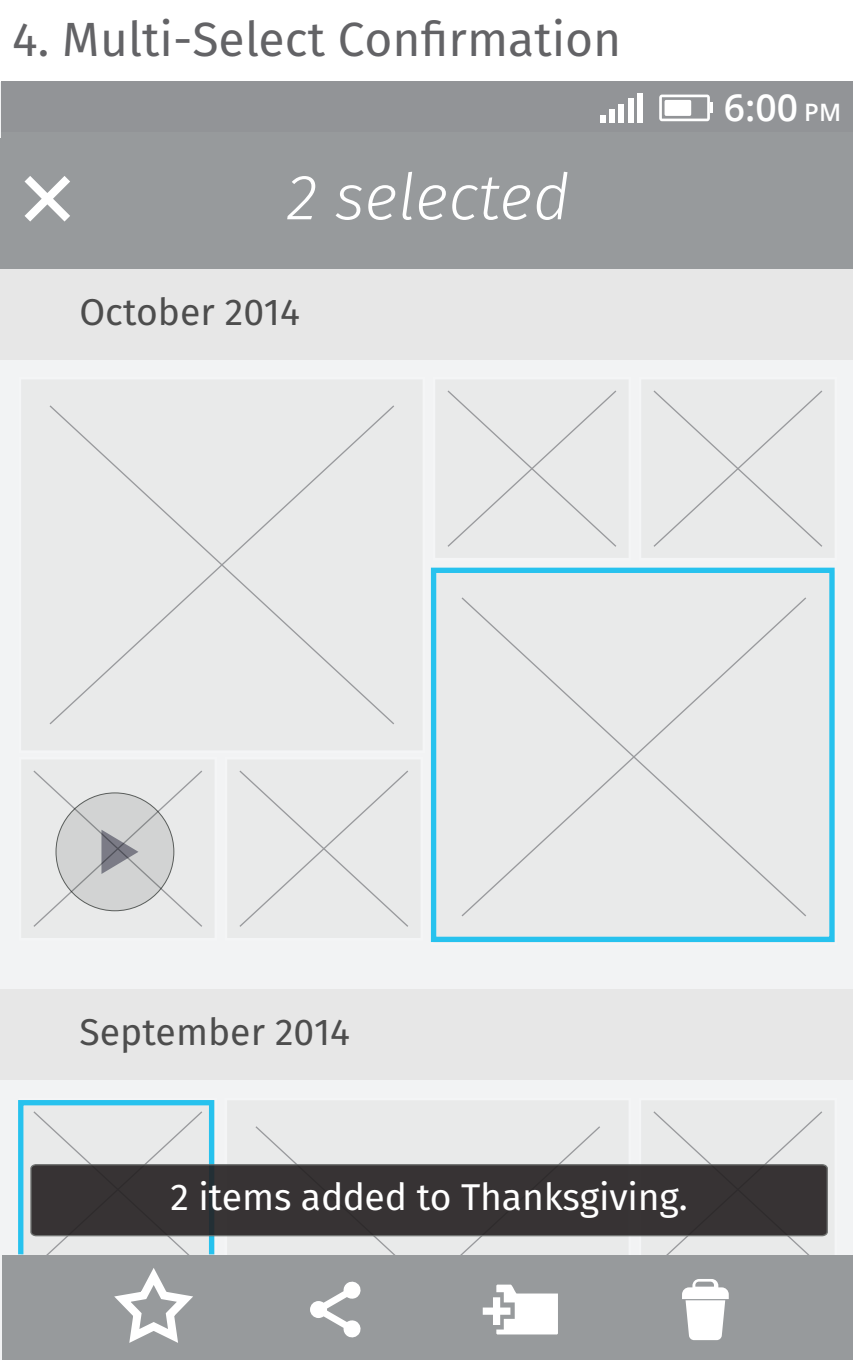 4. Multi-Select Confirmation
6:00 PM
2 selected
October 2014
September 2014
2 items added to Thanksgiving.